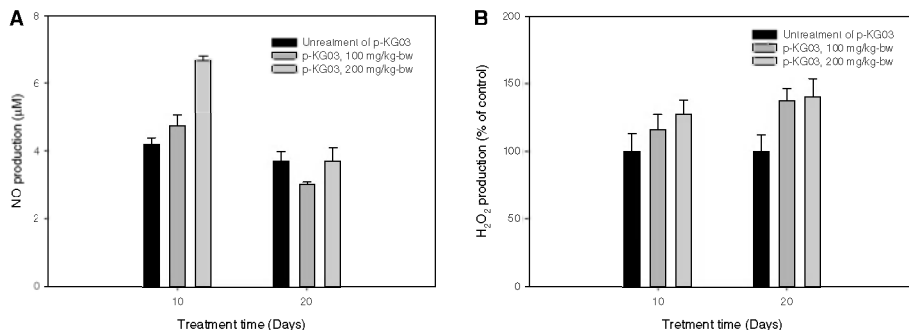 A
NO production (μM)
8
6
4
2
0
Untreatment of p-KG03
p-KG03, 100 mg/kg-bw
p-KG03, 200 mg/kg-bw
10
20
Treatment time (Days)
B
H₂O₂ production (% of control)
200
150
100
50
0
Untreatment of p-KG03
p-KG03, 100 mg/kg-bw
p-KG03, 200 mg/kg-bw
10
20
Tretment time (Days)